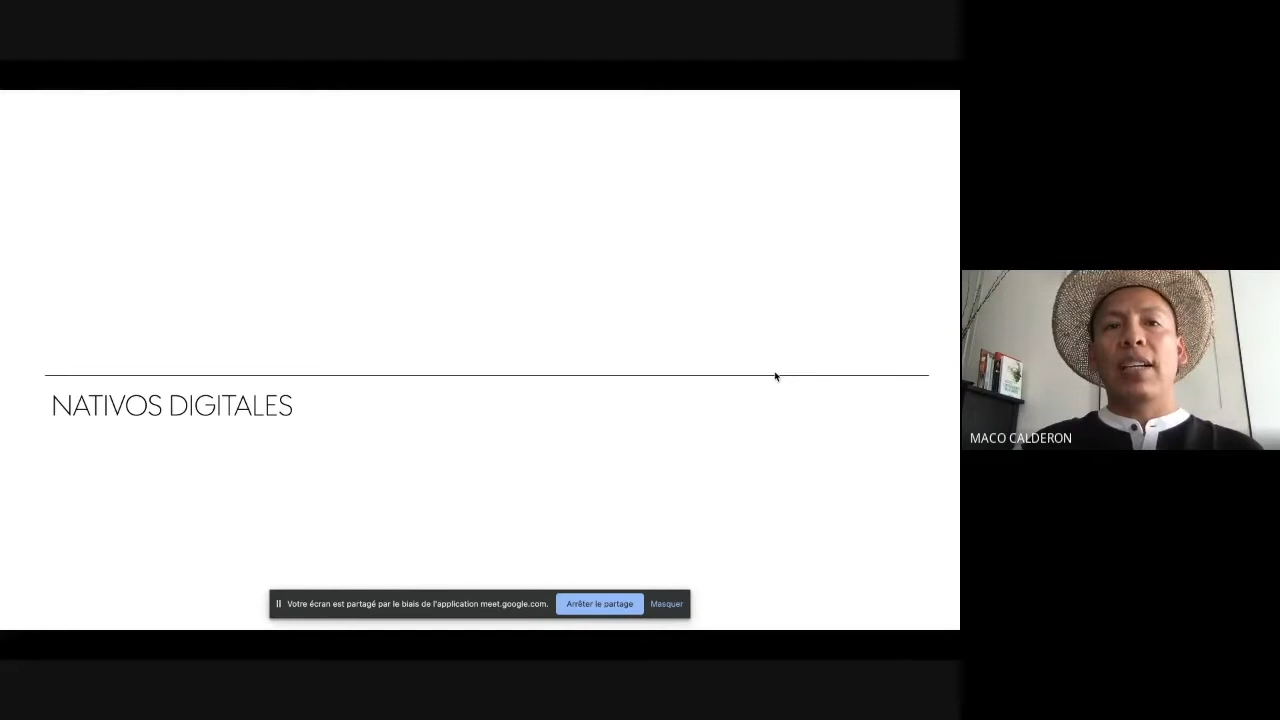 NATIVOS DIGITALES
MACO CALDERON
Votre écran est partagé par le biais de l'application meet.google.com. Arrêter le partage Masquer